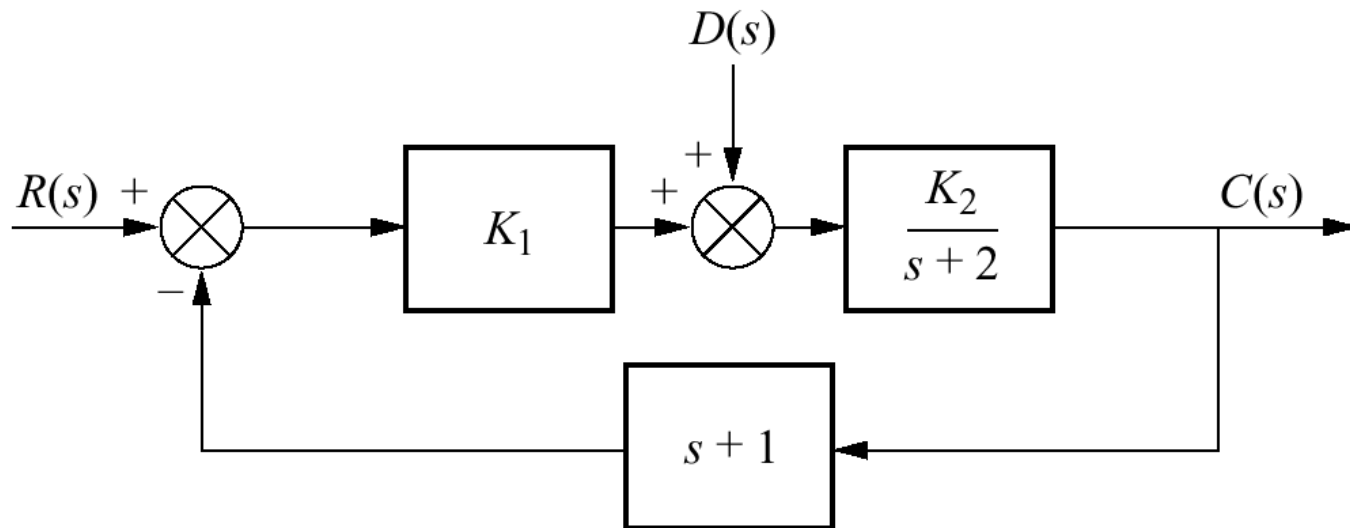 D(s)
+
R(s)
+
K₁
+
K₂
s + 2
C(s)
−
s + 1